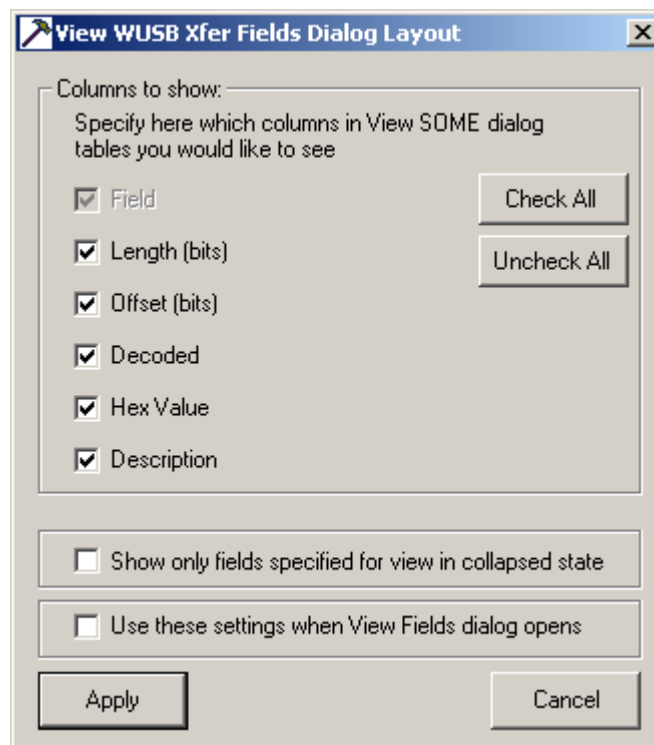 View WUSB Xfer Fields Dialog Layout
Columns to show:
Specify here which columns in View SOME dialog
tables you would like to see
Field
Check All
Length (bits)
Uncheck All
Offset (bits)
Decoded
Hex Value
Description
Show only fields specified for view in collapsed state
Use these settings when View Fields dialog opens
Apply
Cancel